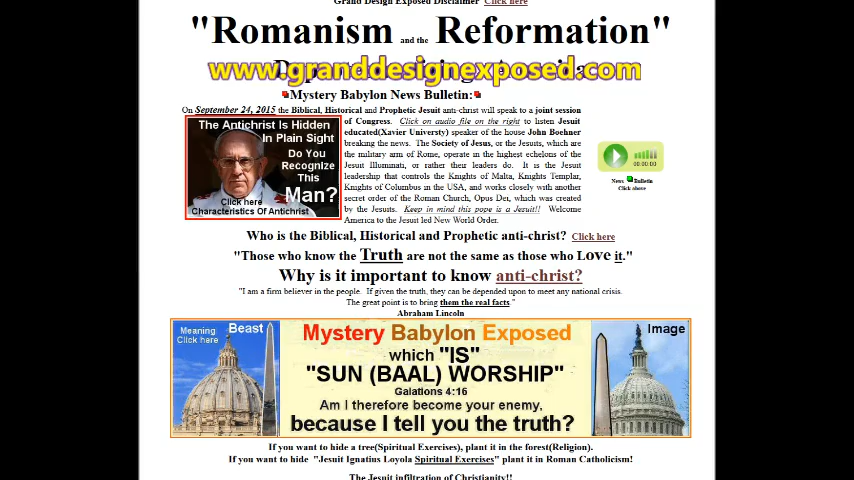 Grand Design Exposed Disclaimer Click here
"Romanism and the Reformation"
www.granddesignexposed.com
Mystery Babylon News Bulletin:
On September 24, 2015 the Biblical, Historical and Prophetic Jesuit anti-christ will speak to a joint session
of Congress. Click on audio file on the right to listen Jesuit
educated(Xavier Univerty) speaker of the house John Boehner
breaking the news. The Society of Jesus, or the Jesuits, which are
the military arm of Rome, operate in the highest echelons of the
Jesuit Illuminati, or rather their leaders do. It is the Jesuit
leadership that controls the Knights of Malta, Knights Templar,
Knights of Columbus in the USA, and works closely with another
secret order of the Roman Church, Opus Dei, which was created
by the Jesuits. Keep in mind this pope is a Jesuit!! Welcome
America to the Jesuit led New World Order.
The Antichrist Is Hidden
In Plain Sight
Do You
Recognize
This
Man?
Click here
Characteristics Of Antichrist
00:00:00
News Bulletin
Click above
Who is the Biblical, Historical and Prophetic anti-christ? Click here
"Those who know the Truth are not the same as those who Love it."
Why is it important to know anti-christ?
"I am a firm believer in the people. If given the truth, they can be depended upon to meet any national crisis.
The great point is to bring them the real facts."
Abraham Lincoln
Meaning
Click here
Beast
Mystery Babylon Exposed
which "IS"
"SUN (BAAL) WORSHIP"
Galations 4:16
Am I therefore become your enemy,
because I tell you the truth?
Image
If you want to hide a tree(Spiritual Exercises), plant it in the forest(Religion).
If you want to hide "Jesuit Ignatius Loyola Spiritual Exercises" plant it in Roman Catholicism!
The Jesuit infiltration of Christianity!!